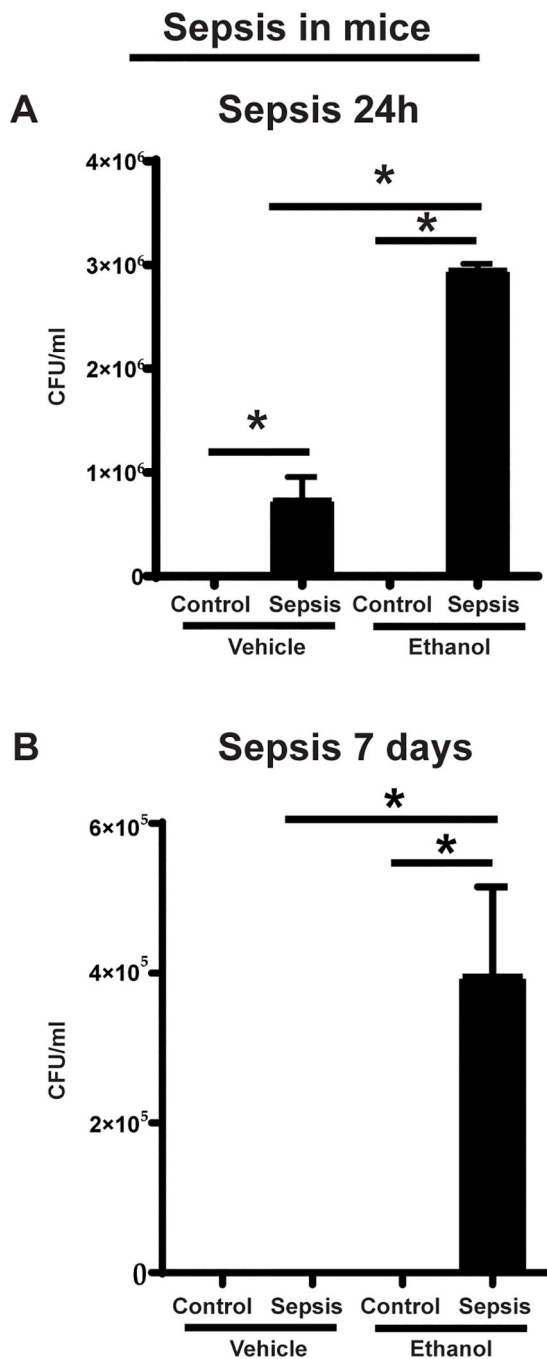 Sepsis in mice
A Sepsis 24h
4×10⁶
*
*
3×10⁶
CFU/ml
2×10⁶
*
1×10⁶
0
Control Sepsis Control Sepsis
Vehicle Ethanol
B Sepsis 7 days
*
6×10⁵
*
4×10⁵
CFU/ml
2×10⁵
0
Control Sepsis Control Sepsis
Vehicle Ethanol